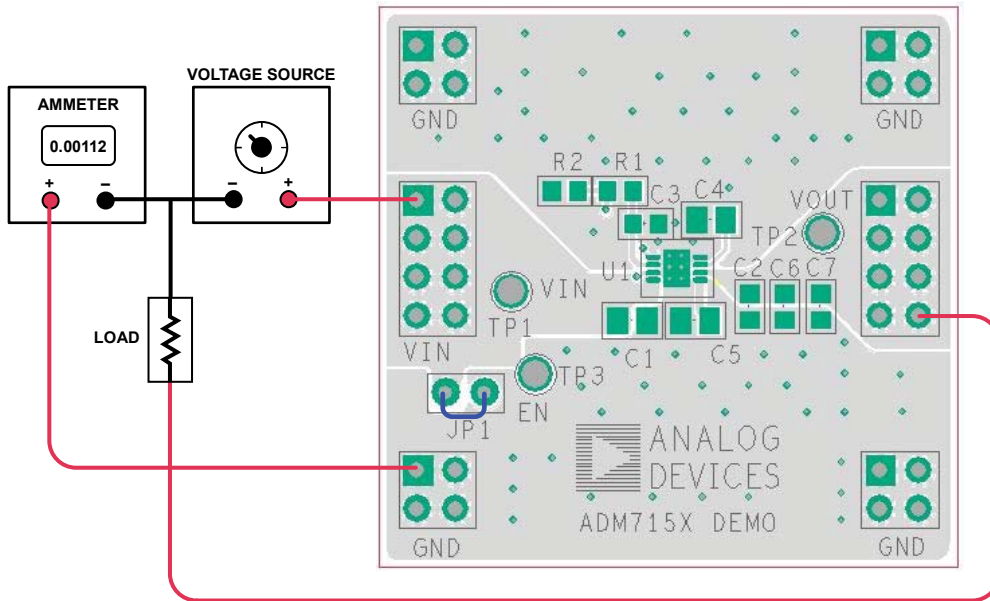 VOLTAGE SOURCE
AMMETER
0.00112
+ −
− +
LOAD
GND
GND
R2 R1
C3
C4
VOUT
TP2
U1
C2 C6 C7
VIN
TP1
VIN
C1
C5
TP3
EN
JP1
ANALOG
DEVICES
ADM715X DEMO
GND
GND